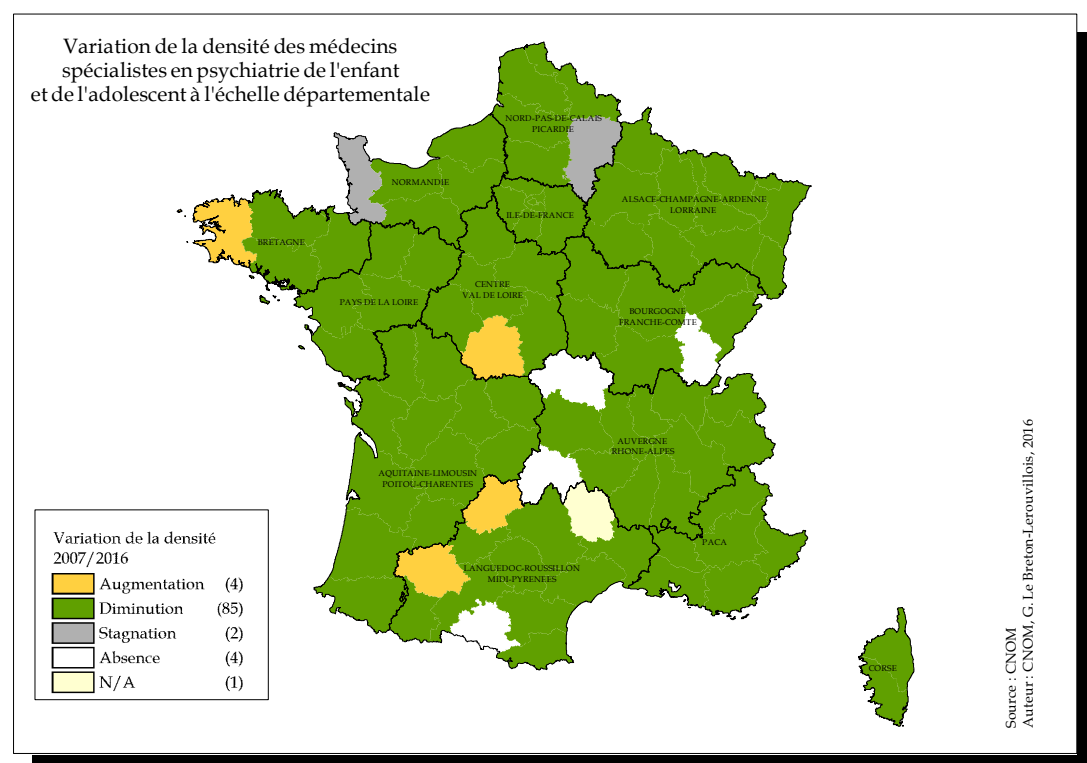 Variation de la densité des médecins
spécialistes en psychiatrie de l'enfant
et de l'adolescent à l'échelle départementale
NORD-PAS-DE-CALAIS
PICARDIE
NORMANDIE
ALSACE-CHAMPAGNE-ARDENNE
LORRAINE
ILE-DE-FRANCE
BRETAGNE
CENTRE
VAL DE LOIRE
PAYS DE LA LOIRE
BOURGOGNE
FRANCHE-COMTE
AUVERGNE
RHONE-ALPES
AQUITAINE-LIMOUSIN
POITOU-CHARENTES
PACA
LANGUEDOC-ROUSSILLON
MIDI-PYRENEES
CORSE
Variation de la densité
2007/2016
Augmentation (4)
Diminution (85)
Stagnation (2)
Absence (4)
N/A (1)
Source : CNOM
Auteur : CNOM, G. Le Breton-Lerouvillois, 2016